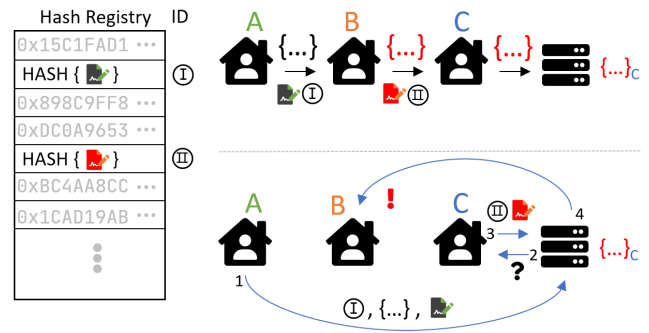 Hash Registry ID
0x15C1FAD1 ···
HASH { } I
0x898C9FF8 ···
0xDC0A9653 ···
HASH { } II
0xBC4AA8CC ···
0x1CAD19AB ···
A B C
{...} {...} {...} {...}C
I II
A B ! C II
3 4
2 {...}C
1 ?
I , {...} ,